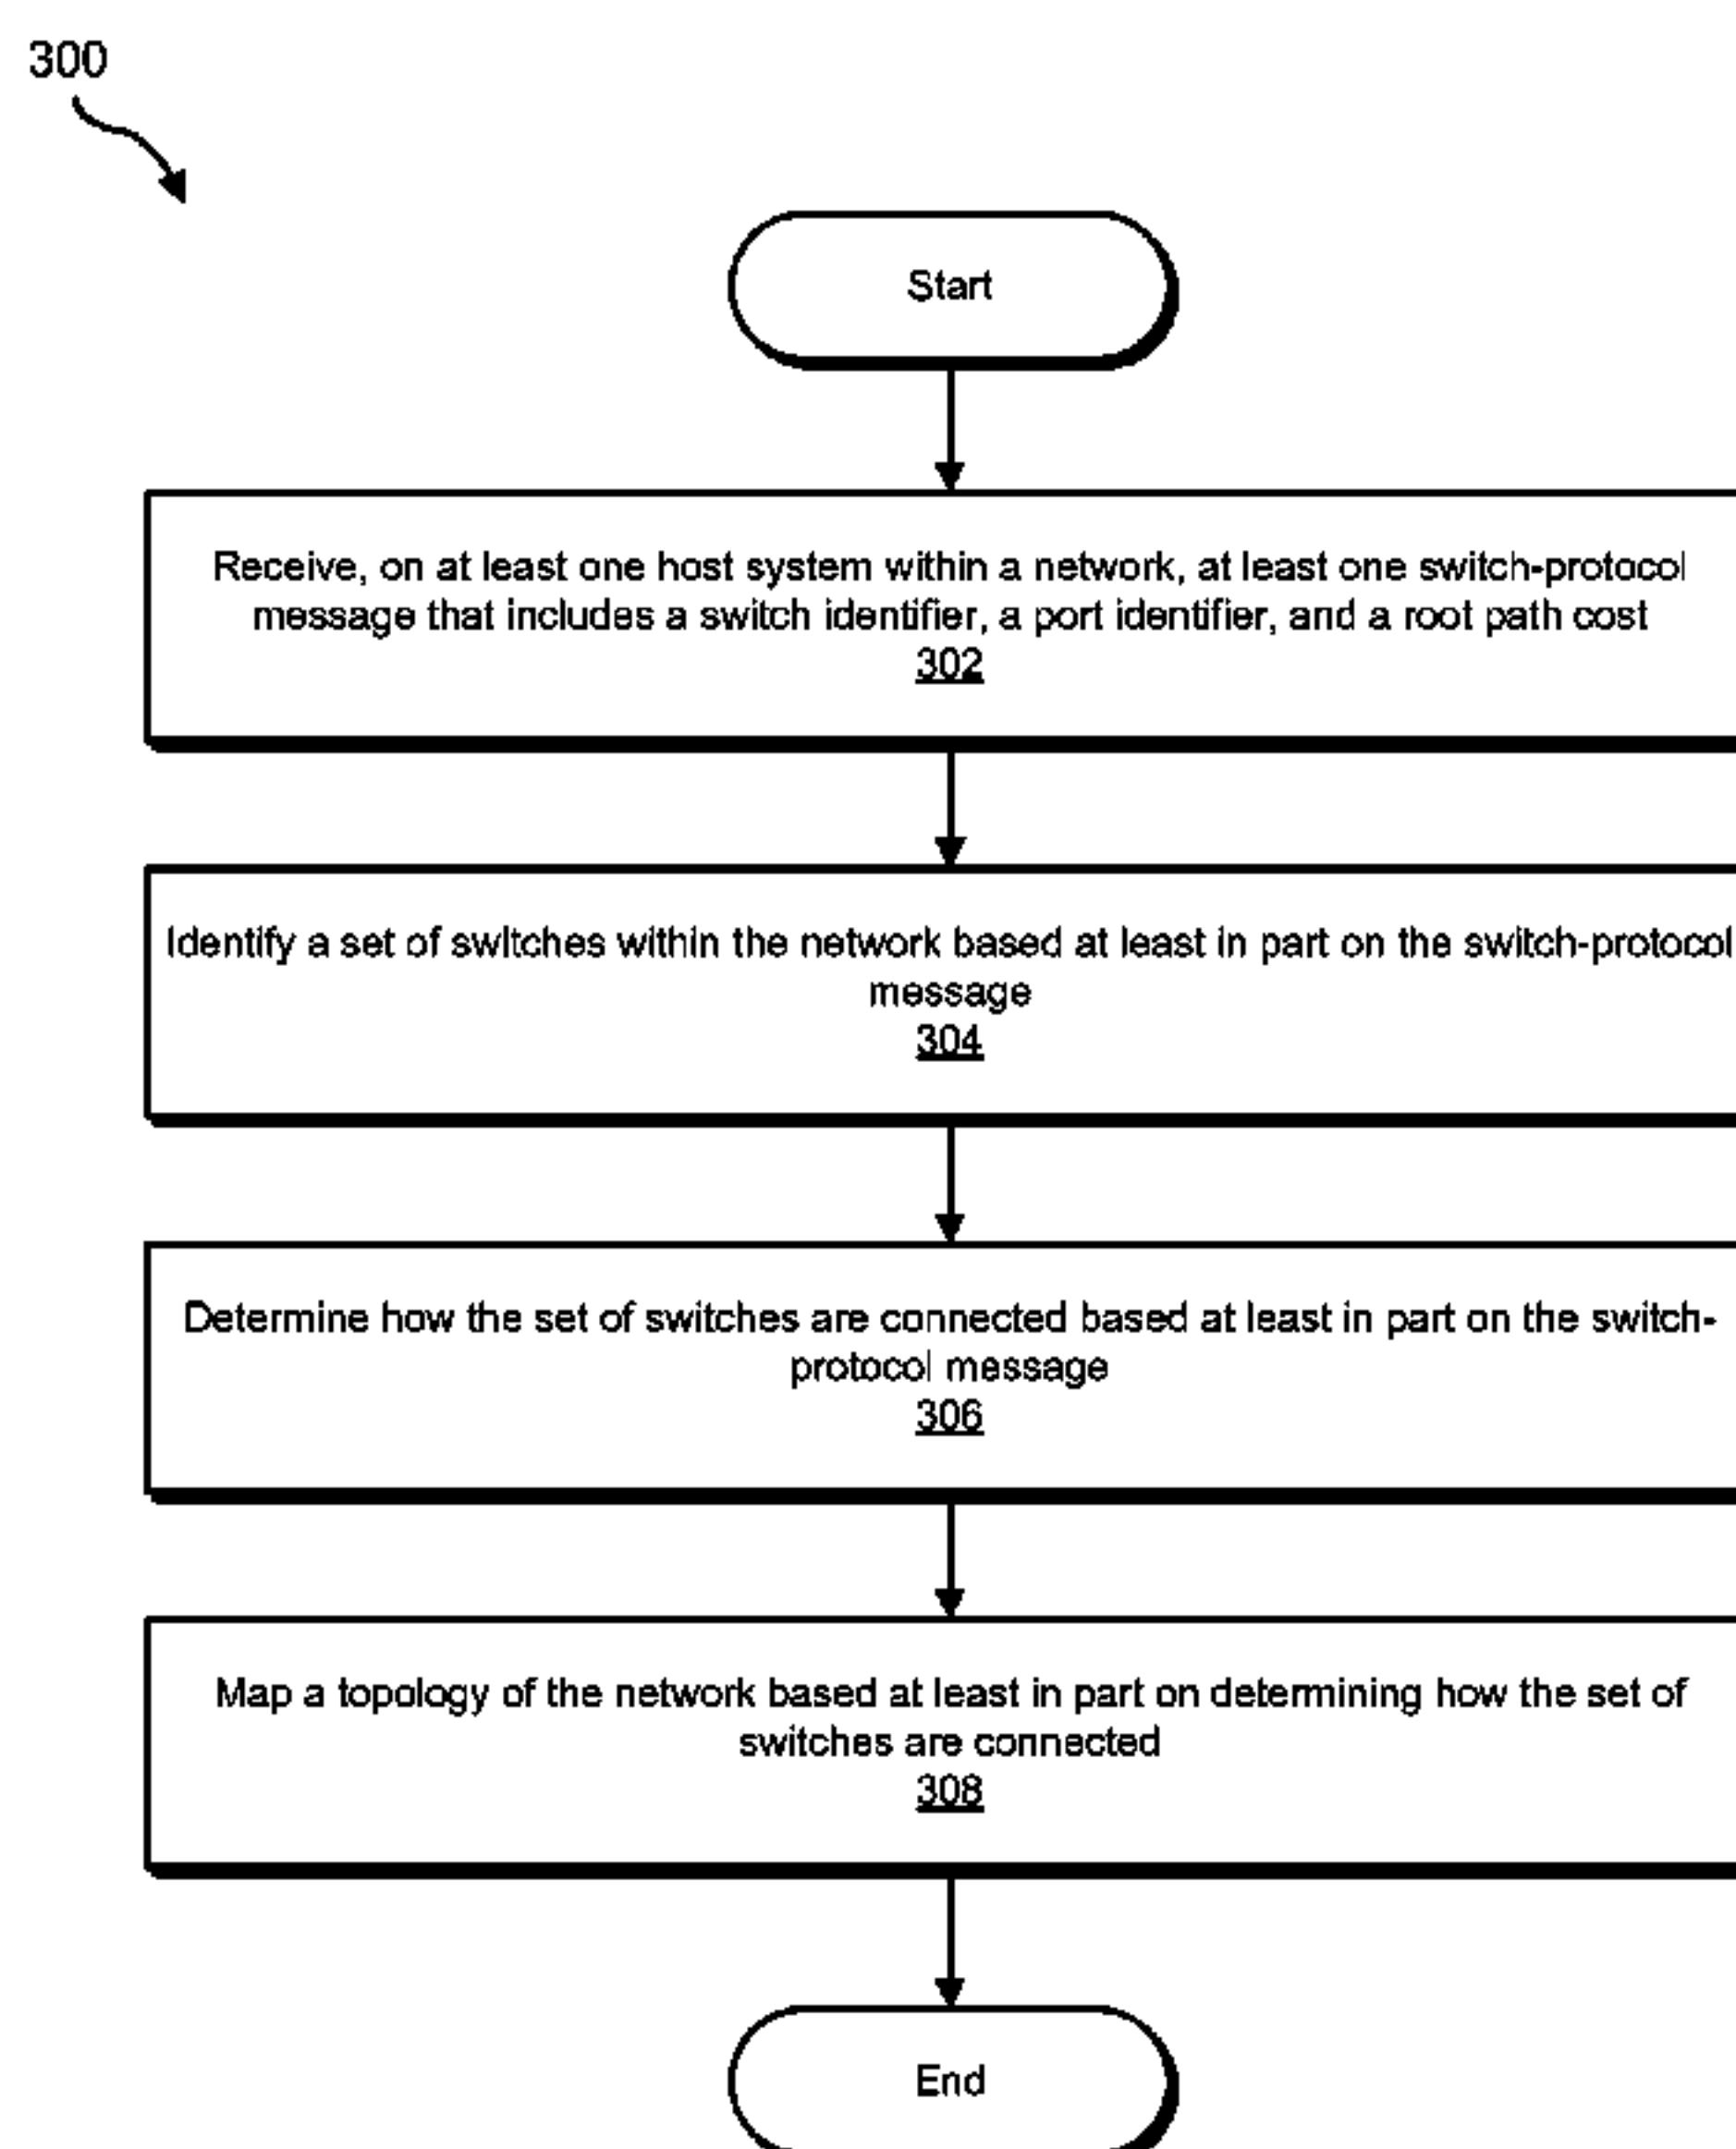 300
Start
Receive, on at least one host system within a network, at least one switch-protocol
message that includes a switch identifier, a port identifier, and a root path cost
302
Identify a set of switches within the network based at least in part on the switch-protocol
message
304
Determine how the set of switches are connected based at least in part on the switch-
protocol message
306
Map a topology of the network based at least in part on determining how the set of
switches are connected
308
End